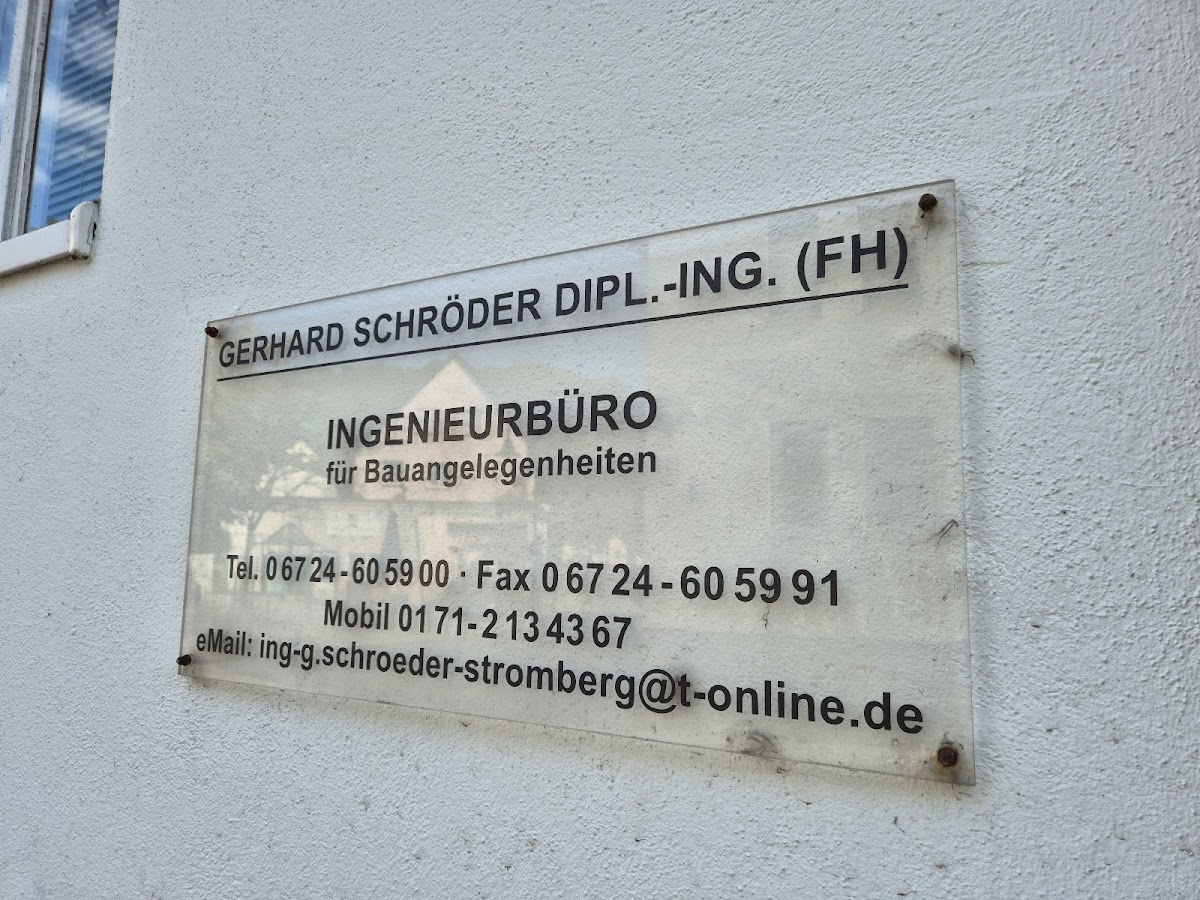 GERHARD SCHRÖDER DIPL.-ING. (FH)
INGENIEURBÜRO
für Bauangelegenheiten
Tel. 0 67 24 - 60 59 00 · Fax 0 67 24 - 60 59 91
Mobil 01 71 - 2 13 43 67
eMail: ing-g.schroeder-stromberg@t-online.de